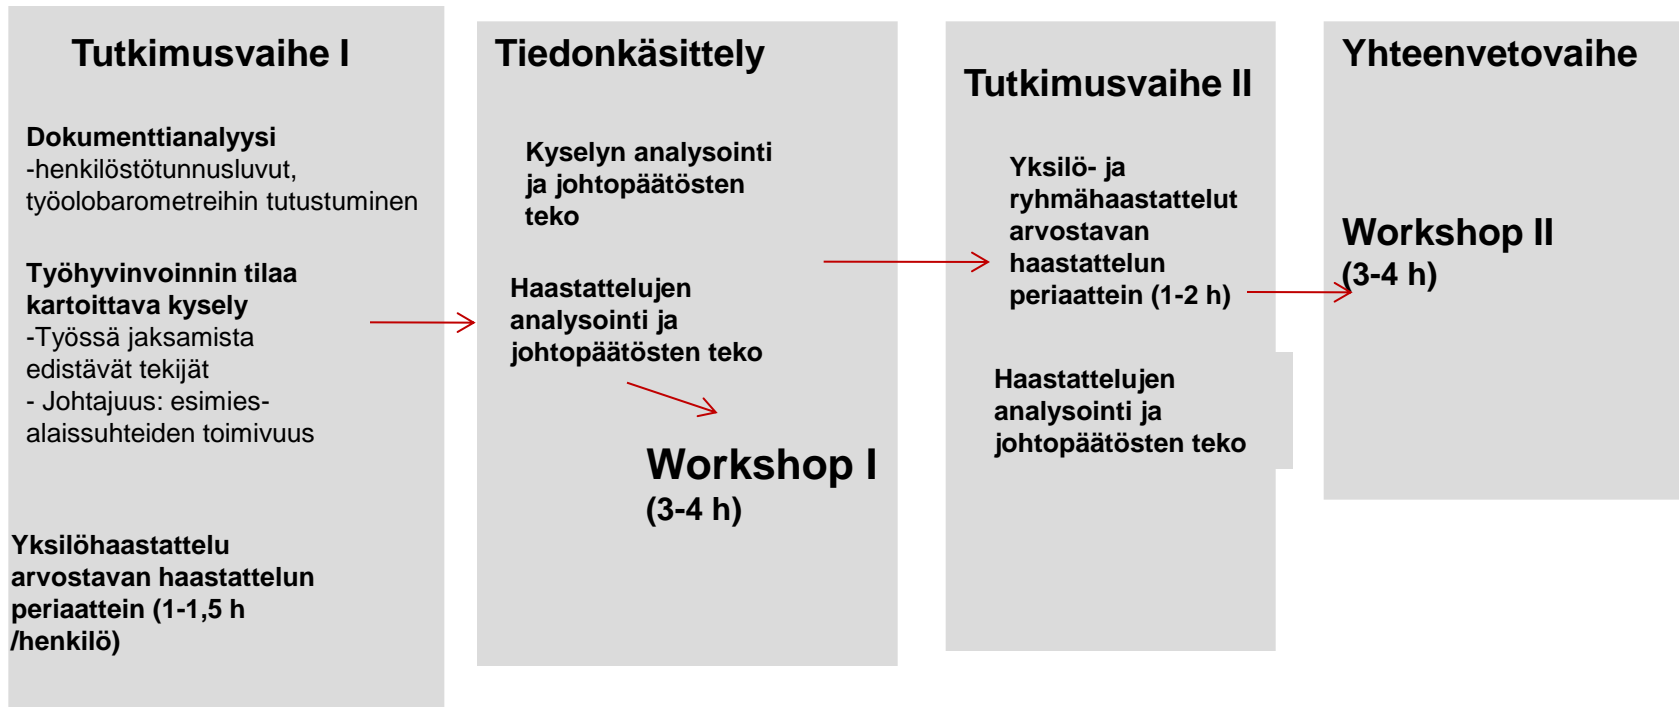 Tutkimusvaihe I
Dokumenttianalyysi
-henkilöstötunnusluvut,
työolobarometreihin tutustuminen
Työhyvinvoinnin tilaa
kartoittava kysely
-Työssä jaksamista
edistävät tekijät
- Johtajuus: esimies-
alaissuhteiden toimivuus
Yksilöhaastattelu
arvostavan haastattelun
periaattein (1-1,5 h
/henkilö)
Tiedonkäsittely
Kyselyn analysointi
ja johtopäätösten
teko
Haastattelujen
analysointi ja
johtopäätösten teko
Workshop I
(3-4 h)
Tutkimusvaihe II
Yksilö- ja
ryhmähaastattelut
arvostavan
haastattelun
periaattein (1-2 h)
Haastattelujen
analysointi ja
johtopäätösten teko
Yhteenvetovaihe
Workshop II
(3-4 h)